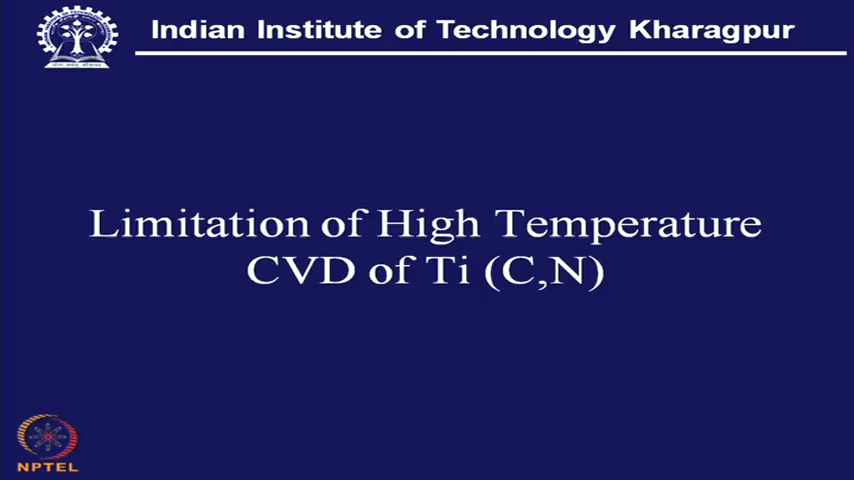 Indian Institute of Technology Kharagpur
Limitation of High Temperature
CVD of Ti (C,N)
NPTEL